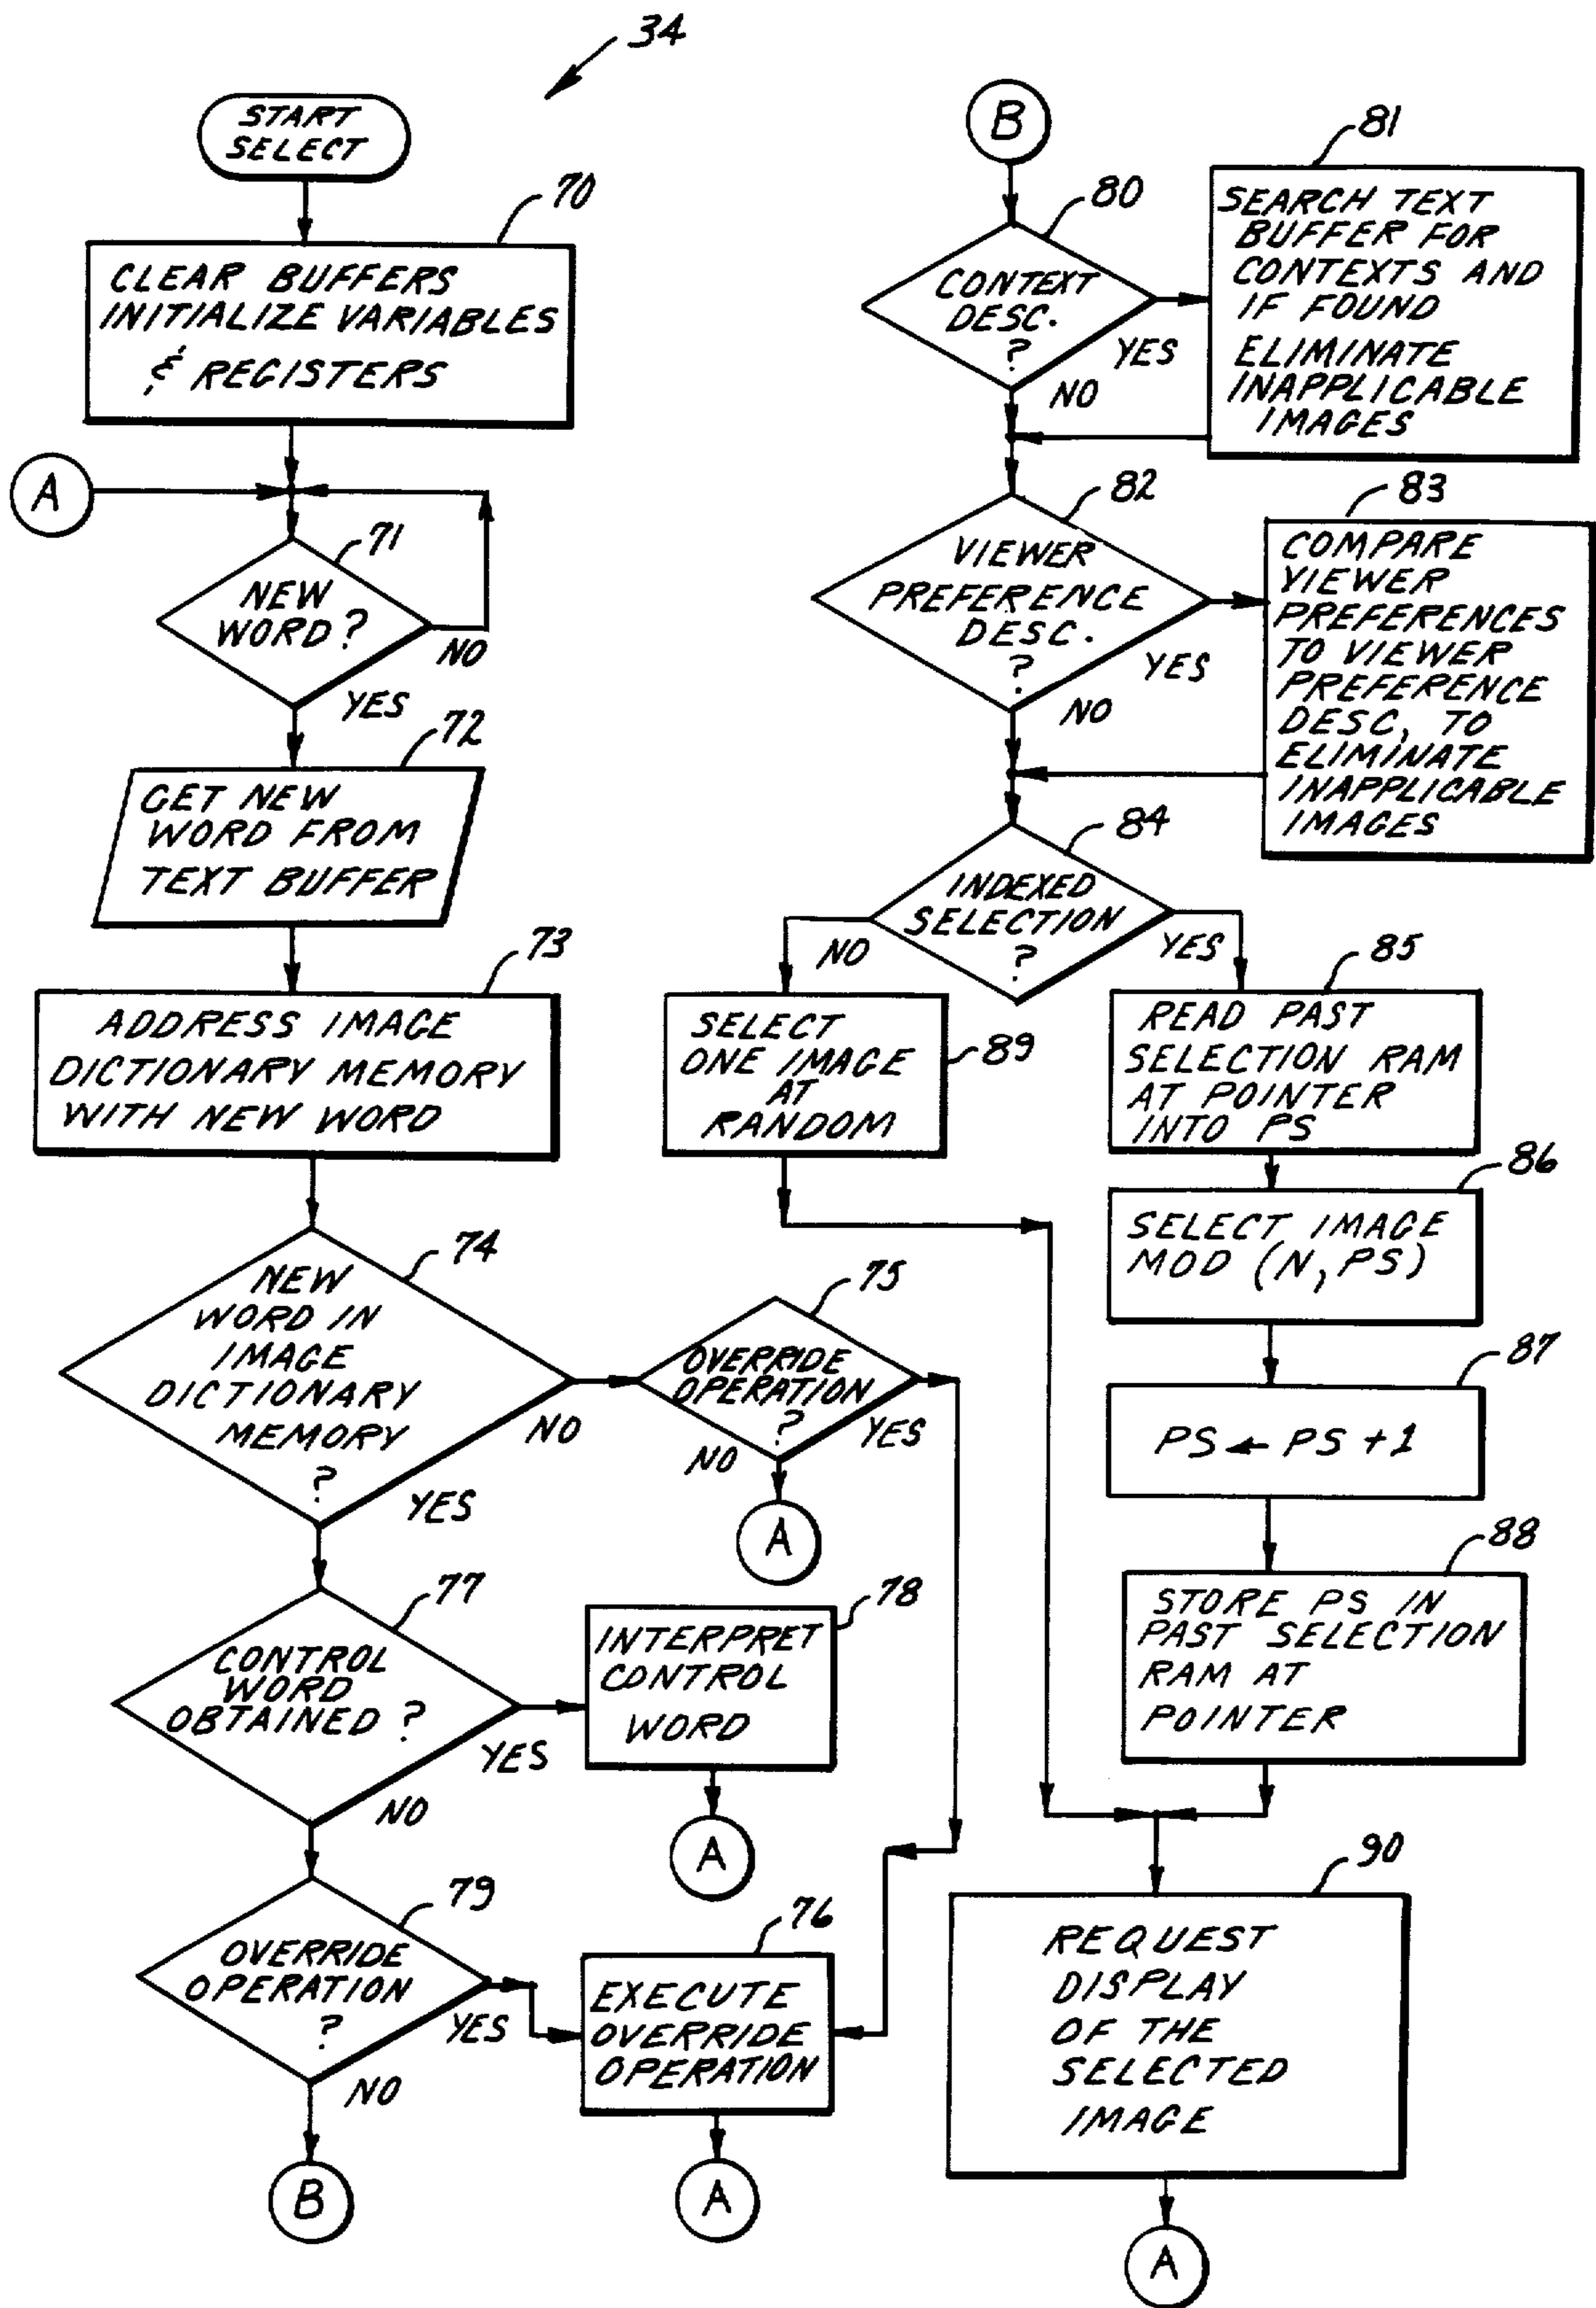 34
START
SELECT
70
CLEAR BUFFERS
INITIALIZE VARIABLES
& REGISTERS
A
71
NEW
WORD?
NO
YES
72
GET NEW
WORD FROM
TEXT BUFFER
73
ADDRESS IMAGE
DICTIONARY MEMORY
WITH NEW WORD
74
NEW
WORD IN
IMAGE
DICTIONARY
MEMORY
?
NO
YES
75
OVERRIDE
OPERATION
?
NO
YES
A
77
CONTROL
WORD
OBTAINED ?
YES
NO
78
INTERPRET
CONTROL
WORD
A
79
OVERRIDE
OPERATION
?
YES
NO
76
EXECUTE
OVERRIDE
OPERATION
A
B
B
80
CONTEXT
DESC.
?
YES
NO
81
SEARCH TEXT
BUFFER FOR
CONTEXTS AND
IF FOUND
ELIMINATE
INAPPLICABLE
IMAGES
82
VIEWER
PREFERENCE
DESC.
?
YES
NO
83
COMPARE
VIEWER
PREFERENCES
TO VIEWER
PREFERENCE
DESC, TO
ELIMINATE
INAPPLICABLE
IMAGES
84
INDEXED
SELECTION
?
NO
YES
89
SELECT
ONE IMAGE
AT
RANDOM
85
READ PAST
SELECTION RAM
AT POINTER
INTO PS
86
SELECT IMAGE
MOD (N, PS)
87
PS ← PS +1
88
STORE PS IN
PAST SELECTION
RAM AT
POINTER
90
REQUEST
DISPLAY
OF THE
SELECTED
IMAGE
A